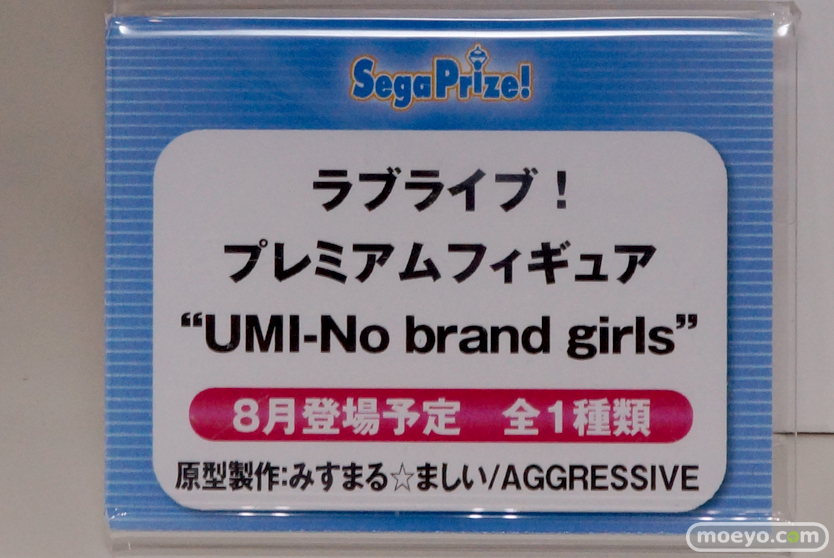 SegaPrize!
ラブライブ！
プレミアムフィギュア
“UMI-No brand girls”
8月登場予定　全1種類
原型製作:みすまる☆ましい/AGGRESSIVE
moeyo.com